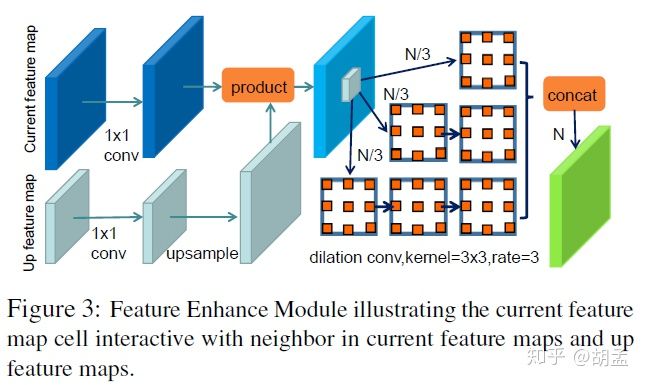 Current feature map
1x1
conv
product
N/3
N/3
N/3
concat
N
Up feature map
1x1
conv
upsample
dilation conv,kernel=3x3,rate=3
Figure 3: Feature Enhance Module illustrating the current feature
map cell interactive with neighbor in current feature maps and up
feature maps.
知乎 @胡孟